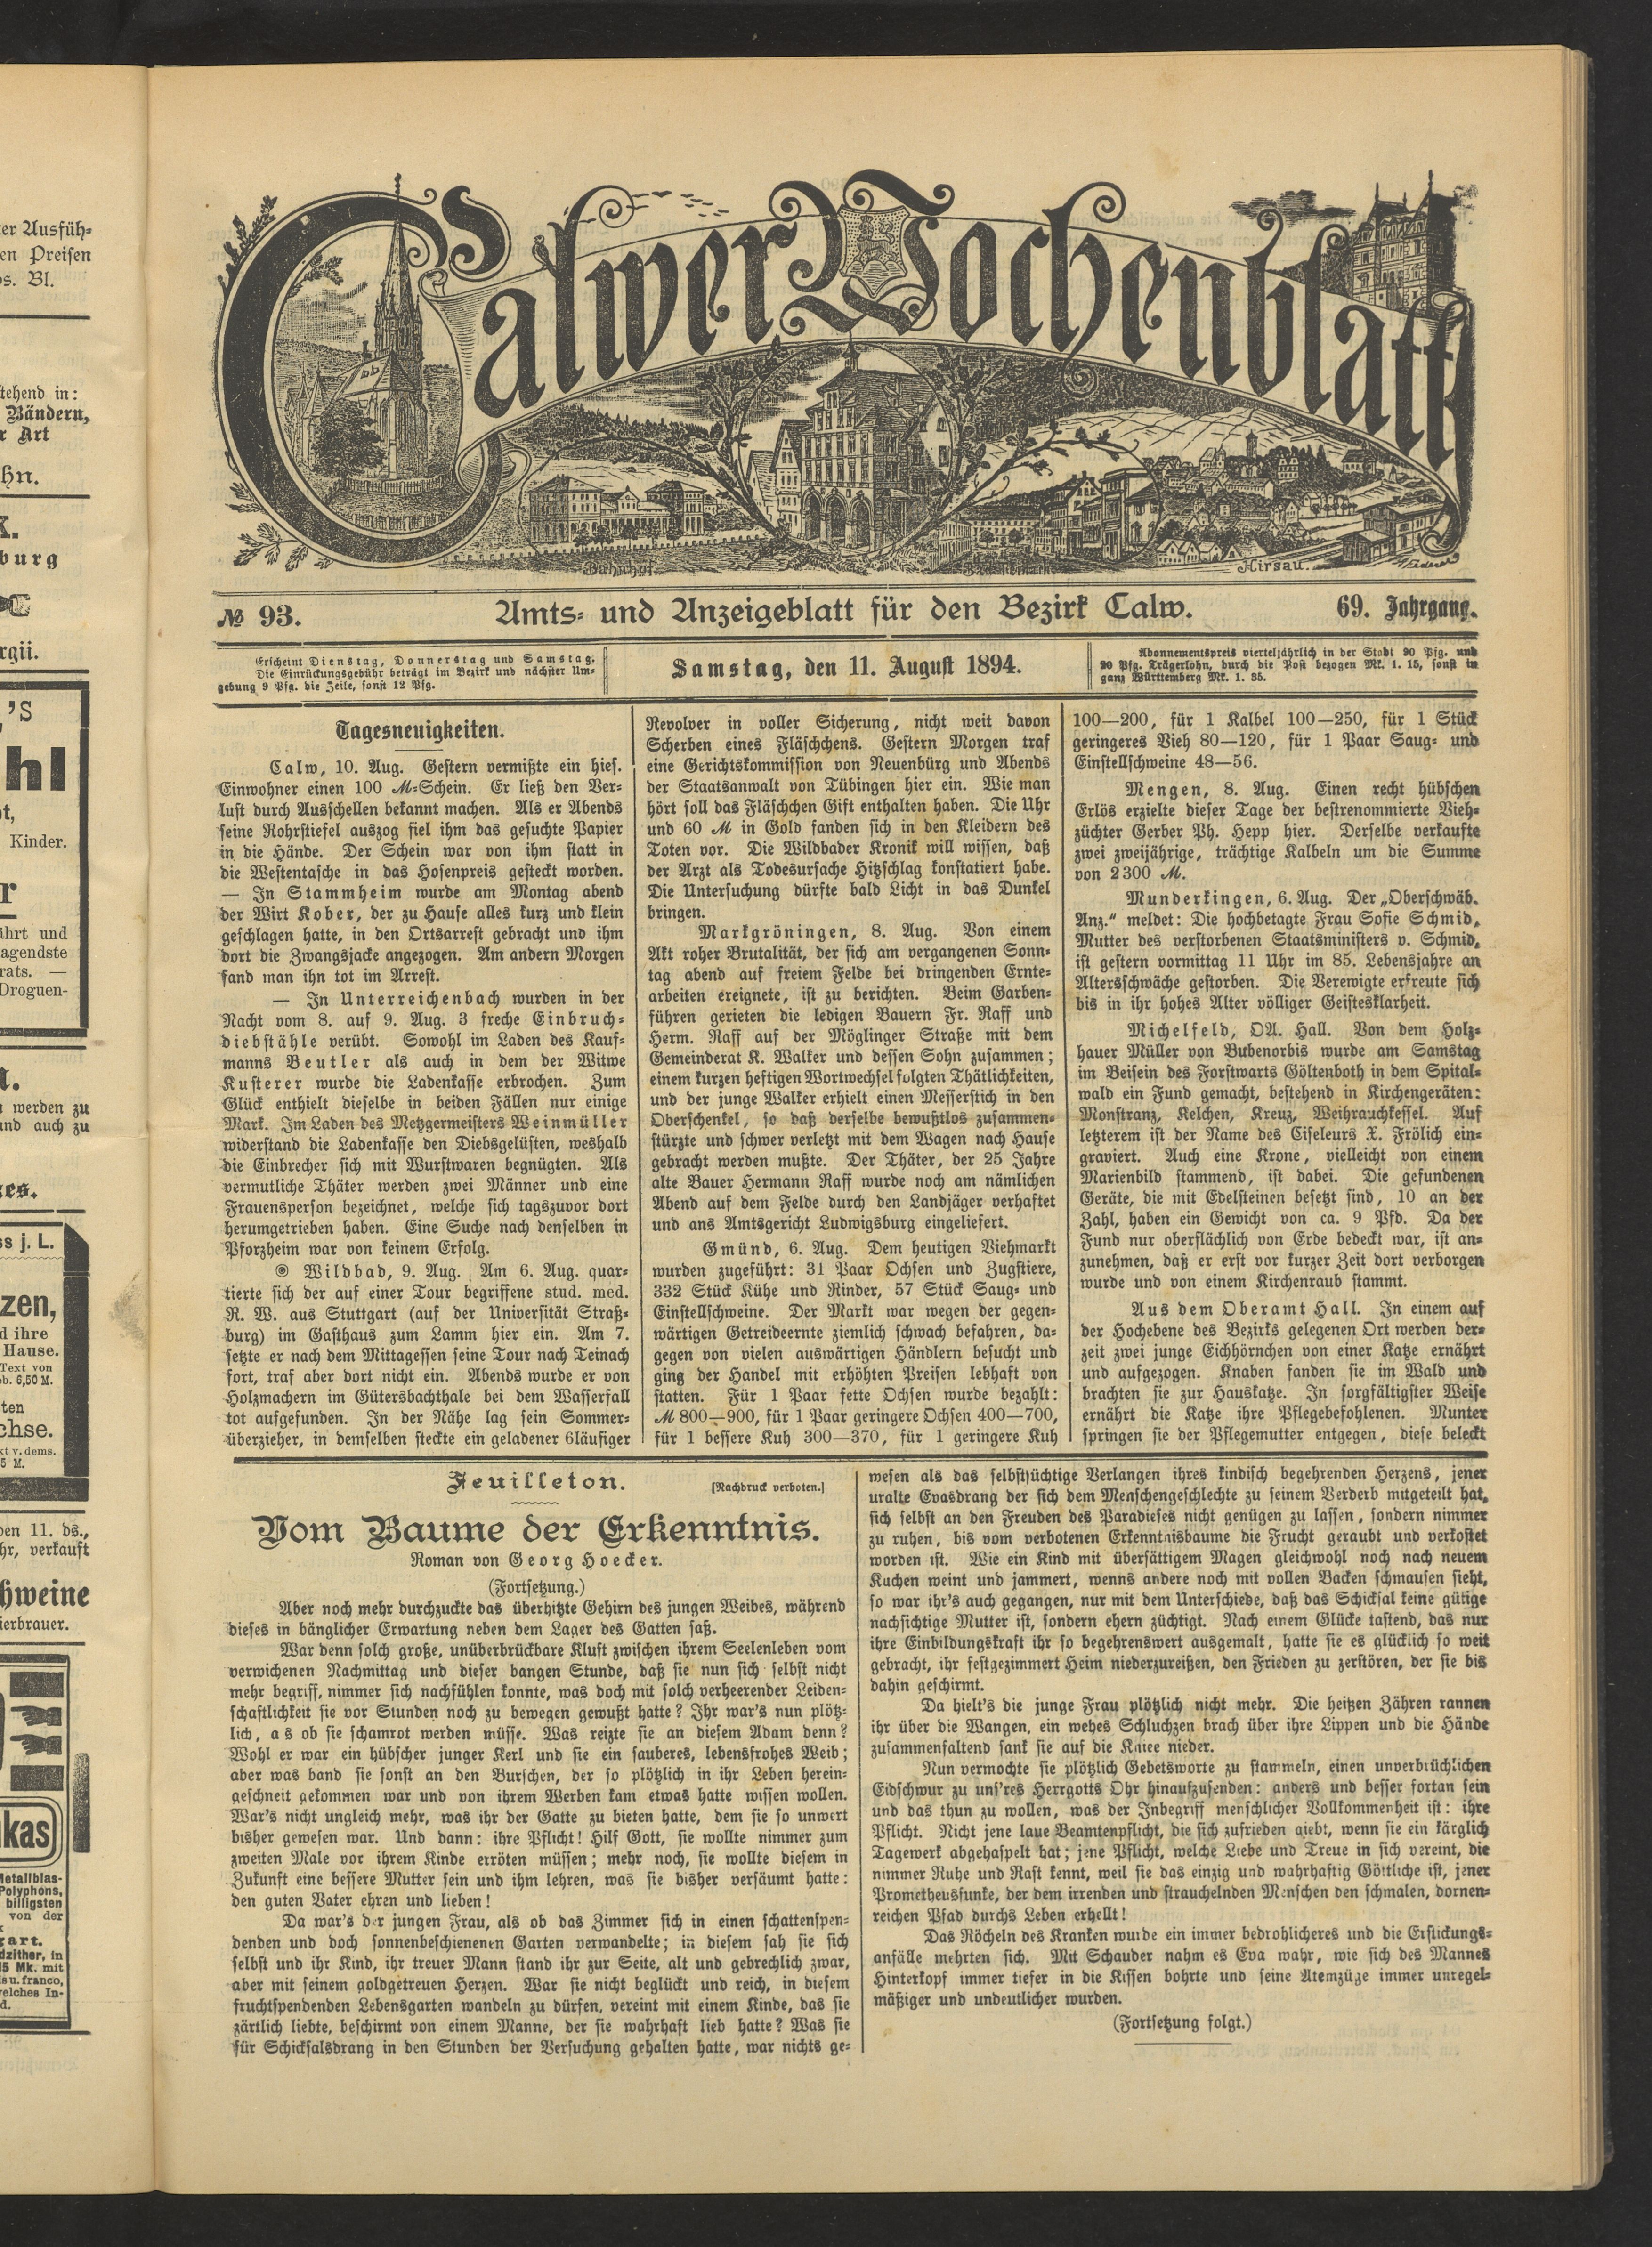 Calwer Wochenblatt
Bahnhof.
Hirsau.
№ 93.
Amts- und Anzeigeblatt für den Bezirk Calw.
69. Jahrgang.
Erscheint Dienstag, Donnerstag und Samstag.
Die Einrückungsgebühr beträgt im Bezirk und nächster Um-
gebung 9 Pfg. die Zeile, sonst 12 Pfg.
Samstag, den 11. August 1894.
Abonnementspreis vierteljährlich in der Stadt 90 Pfg. und
20 Pfg. Trägerlohn, durch die Post bezogen Mk. 1. 15, sonst in
ganz Württemberg Mk. 1. 35.
Tagesneuigkeiten.
Calw, 10. Aug. Gestern vermißte ein hies.
Einwohner einen 100 M-Schein. Er ließ den Ver-
lust durch Ausschellen bekannt machen. Als er Abends
seine Rohrstiefel auszog fiel ihm das gesuchte Papier
in die Hände. Der Schein war von ihm statt in
die Westentasche in das Hosenpreis gesteckt worden.
— In Stammheim wurde am Montag abend
der Wirt Kober, der zu Hause alles kurz und klein
geschlagen hatte, in den Ortsarrest gebracht und ihm
dort die Zwangsjacke angezogen. Am andern Morgen
fand man ihn tot im Arrest.
— In Unterreichenbach wurden in der
Nacht vom 8. auf 9. Aug. 3 freche Einbruch-
diebstähle verübt. Sowohl im Laden des Kauf-
manns Beutler als auch in dem der Witwe
Kusterer wurde die Ladenkasse erbrochen. Zum
Glück enthielt dieselbe in beiden Fällen nur einige
Mark. Im Laden des Metzgermeisters Weinmüller
widerstand die Ladenkasse den Diebsgelüsten, weshalb
die Einbrecher sich mit Wurstwaren begnügten. Als
vermutliche Thäter werden zwei Männer und eine
Frauensperson bezeichnet, welche sich tagszuvor dort
herumgetrieben haben. Eine Suche nach denselben in
Pforzheim war von keinem Erfolg.
◉ Wildbad, 9. Aug. Am 6. Aug. quar-
tierte sich der auf einer Tour begriffene stud. med.
R. W. aus Stuttgart (auf der Universität Straß-
burg) im Gasthaus zum Lamm hier ein. Am 7.
setzte er nach dem Mittagessen seine Tour nach Teinach
fort, traf aber dort nicht ein. Abends wurde er von
Holzmachern im Gütersbachthale bei dem Wasserfall
tot aufgefunden. In der Nähe lag sein Sommer-
überzieher, in demselben steckte ein geladener 6läufiger
Revolver in voller Sicherung, nicht weit davon
Scherben eines Fläschchens. Gestern Morgen traf
eine Gerichtskommission von Neuenbürg und Abends
der Staatsanwalt von Tübingen hier ein. Wie man
hört soll das Fläschchen Gift enthalten haben. Die Uhr
und 60 M in Gold fanden sich in den Kleidern des
Toten vor. Die Wildbader Kronik will wissen, daß
der Arzt als Todesursache Hitzschlag konstatiert habe.
Die Untersuchung dürfte bald Licht in das Dunkel
bringen.
Markgröningen, 8. Aug. Von einem
Akt roher Brutalität, der sich am vergangenen Sonn-
tag abend auf freiem Felde bei dringenden Ernte-
arbeiten ereignete, ist zu berichten. Beim Garben-
führen gerieten die ledigen Bauern Fr. Raff und
Herm. Raff auf der Möglinger Straße mit dem
Gemeinderat K. Walker und dessen Sohn zusammen;
einem kurzen heftigen Wortwechsel folgten Thätlichkeiten,
und der junge Walker erhielt einen Messerstich in den
Oberschenkel, so daß derselbe bewußtlos zusammen-
stürzte und schwer verletzt mit dem Wagen nach Hause
gebracht werden mußte. Der Thäter, der 25 Jahre
alte Bauer Hermann Raff wurde noch am nämlichen
Abend auf dem Felde durch den Landjäger verhaftet
und ans Amtsgericht Ludwigsburg eingeliefert.
Gmünd, 6. Aug. Dem heutigen Viehmarkt
wurden zugeführt: 31 Paar Ochsen und Zugstiere,
332 Stück Kühe und Rinder, 57 Stück Saug- und
Einstellschweine. Der Markt war wegen der gegen-
wärtigen Getreideernte ziemlich schwach befahren, da-
gegen von vielen auswärtigen Händlern besucht und
ging der Handel mit erhöhten Preisen lebhaft von
statten. Für 1 Paar fette Ochsen wurde bezahlt:
M 800—900, für 1 Paar geringere Ochsen 400—700,
für 1 bessere Kuh 300—370, für 1 geringere Kuh
100—200, für 1 Kalbel 100—250, für 1 Stück
geringeres Vieh 80—120, für 1 Paar Saug- und
Einstellschweine 48—56.
Mengen, 8. Aug. Einen recht hübschen
Erlös erzielte dieser Tage der bestrenommierte Vieh-
züchter Gerber Ph. Hepp hier. Derselbe verkaufte
zwei zweijährige, trächtige Kalbeln um die Summe
von 2300 M.
Munderkingen, 6. Aug. Der „Oberschwäb.
Anz.“ meldet: Die hochbetagte Frau Sofie Schmid,
Mutter des verstorbenen Staatsministers v. Schmid,
ist gestern vormittag 11 Uhr im 85. Lebensjahre an
Altersschwäche gestorben. Die Verewigte erfreute sich
bis in ihr hohes Alter völliger Geistesklarheit.
Michelfeld, OA. Hall. Von dem Holz-
hauer Müller von Bubenorbis wurde am Samstag
im Beisein des Forstwarts Göltenboth in dem Spital-
wald ein Fund gemacht, bestehend in Kirchengeräten:
Monstranz, Kelchen, Kreuz, Weihrauchkessel. Auf
letzterem ist der Name des Ciseleurs X. Frölich ein-
graviert. Auch eine Krone, vielleicht von einem
Marienbild stammend, ist dabei. Die gefundenen
Geräte, die mit Edelsteinen besetzt sind, 10 an der
Zahl, haben ein Gewicht von ca. 9 Pfd. Da der
Fund nur oberflächlich von Erde bedeckt war, ist an-
zunehmen, daß er erst vor kurzer Zeit dort verborgen
wurde und von einem Kirchenraub stammt.
Aus dem Oberamt Hall. In einem auf
der Hochebene des Bezirks gelegenen Ort werden der-
zeit zwei junge Eichhörnchen von einer Katze ernährt
und aufgezogen. Knaben fanden sie im Wald und
brachten sie zur Hauskatze. In sorgfältigster Weise
ernährt die Katze ihre Pflegebefohlenen. Munter
springen sie der Pflegemutter entgegen, diese beleckt
Feuilleton.
[Nachdruck verboten.]
Vom Baume der Erkenntnis.
Roman von Georg Hoecker.
(Fortsetzung.)
Aber noch mehr durchzuckte das überhitzte Gehirn des jungen Weibes, während
dieses in bänglicher Erwartung neben dem Lager des Gatten saß.
War denn solch große, unüberbrückbare Kluft zwischen ihrem Seelenleben vom
verwichenen Nachmittag und dieser bangen Stunde, daß sie nun sich selbst nicht
mehr begriff, nimmer sich nachfühlen konnte, was doch mit solch verheerender Leiden-
schaftlichkeit sie vor Stunden noch zu bewegen gewußt hatte? Ihr war's nun plötz-
lich, a s ob sie schamrot werden müsse. Was reizte sie an diesem Adam denn?
Wohl er war ein hübscher junger Kerl und sie ein sauberes, lebensfrohes Weib;
aber was band sie sonst an den Burschen, der so plötzlich in ihr Leben herein-
geschneit gekommen war und von ihrem Werben kam etwas hatte wissen wollen.
War's nicht ungleich mehr, was ihr der Gatte zu bieten hatte, dem sie so unwert
bisher gewesen war. Und dann: ihre Pflicht! Hilf Gott, sie wollte nimmer zum
zweiten Male vor ihrem Kinde erröten müssen; mehr noch, sie wollte diesem in
Zukunft eine bessere Mutter sein und ihm lehren, was sie bisher versäumt hatte:
den guten Vater ehren und lieben!
Da war's der jungen Frau, als ob das Zimmer sich in einen schattenspen-
denden und doch sonnenbeschienenen Garten verwandelte; in diesem sah sie sich
selbst und ihr Kind, ihr treuer Mann stand ihr zur Seite, alt und gebrechlich zwar,
aber mit seinem goldgetreuen Herzen. War sie nicht beglückt und reich, in diesem
fruchtspendenden Lebensgarten wandeln zu dürfen, vereint mit einem Kinde, das sie
zärtlich liebte, beschirmt von einem Manne, der sie wahrhaft lieb hatte? Was sie
für Schicksalsdrang in den Stunden der Versuchung gehalten hatte, war nichts ge-
wesen als das selbstsüchtige Verlangen ihres kindisch begehrenden Herzens, jener
uralte Evasdrang der sich dem Menschengeschlechte zu seinem Verderb mitgeteilt hat,
sich selbst an den Freuden des Paradieses nicht genügen zu lassen, sondern nimmer
zu ruhen, bis vom verbotenen Erkenntnisbaume die Frucht geraubt und verkostet
worden ist. Wie ein Kind mit übersättigem Magen gleichwohl noch nach neuem
Kuchen weint und jammert, wenns andere noch mit vollen Backen schmausen sieht,
so war ihr's auch gegangen, nur mit dem Unterschiede, daß das Schicksal keine gütige
nachsichtige Mutter ist, sondern ehern züchtigt. Nach einem Glücke tastend, das nur
ihre Einbildungskraft ihr so begehrenswert ausgemalt, hatte sie es glücklich so weit
gebracht, ihr festgezimmert Heim niederzureißen, den Frieden zu zerstören, der sie bis
dahin geschirmt.
Da hielt's die junge Frau plötzlich nicht mehr. Die heißen Zähren rannen
ihr über die Wangen, ein wehes Schluchzen brach über ihre Lippen und die Hände
zusammenfaltend sank sie auf die Kniee nieder.
Nun vermochte sie plötzlich Gebetsworte zu stammeln, einen unverbrüchlichen
Eidschwur zu uns'res Herrgotts Ohr hinaufzusenden: anders und besser fortan sein
und das thun zu wollen, was der Inbegriff menschlicher Vollkommenheit ist: ihre
Pflicht. Nicht jene laue Beamtenpflicht, die sich zufrieden giebt, wenn sie ein kärglich
Tagewerk abgehaspelt hat; jene Pflicht, welche Liebe und Treue in sich vereint, die
nimmer Ruhe und Rast kennt, weil sie das einzig und wahrhaftig Göttliche ist, jener
Prometheusfunke, der dem irrenden und strauchelnden Menschen den schmalen, dornen-
reichen Pfad durchs Leben erhellt!
Das Röcheln des Kranken wurde ein immer bedrohlicheres und die Erstickungs-
anfälle mehrten sich. Mit Schauder nahm es Eva wahr, wie sich des Mannes
Hinterkopf immer tiefer in die Kissen bohrte und seine Atemzüge immer unregel-
mäßiger und undeutlicher wurden.
(Fortsetzung folgt.)